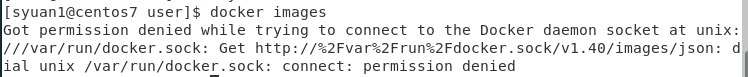 [syuan1@centos7 user]$ docker images
Got permission denied while trying to connect to the Docker daemon socket at unix:
///var/run/docker.sock: Get http://%2Fvar%2Frun%2Fdocker.sock/v1.40/images/json: d
ial unix /var/run/docker.sock: connect: permission denied